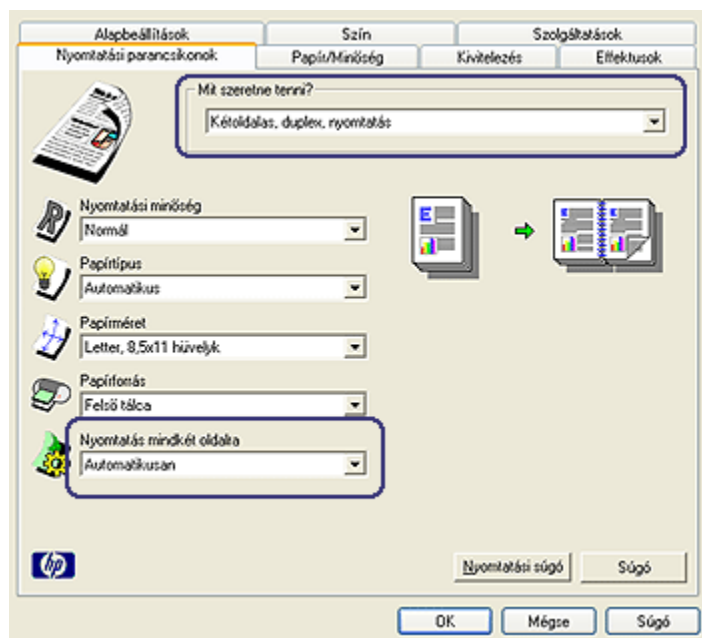 Alapbeállítások
Szín
Szolgáltatások
Nyomtatási parancsikonok
Papír/Minőség
Kivitelezés
Effektusok
Mit szeretne tenni?
Kétoldalas, duplex, nyomtatás
Nyomtatási minőség
Normál
Papírtípus
Automatikus
Papírméret
Letter, 8,5x11 hüvelyk
Papírforrás
Felső tálca
Nyomtatás mindkét oldalra
Automatikusan
hp
Nyomtatási súgó
Súgó
OK
Mégse
Súgó